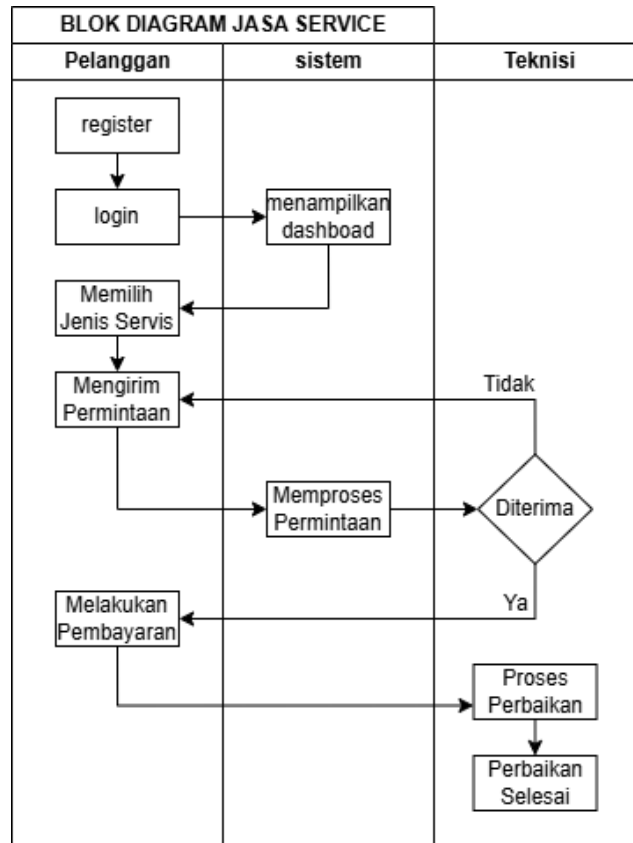 BLOK DIAGRAM JASA SERVICE
Pelanggan
sistem
Teknisi
register
login
menampilkan
dashboad
Memilih
Jenis Servis
Mengirim
Permintaan
Tidak
Memproses
Permintaan
Diterima
Melakukan
Pembayaran
Ya
Proses
Perbaikan
Perbaikan
Selesai